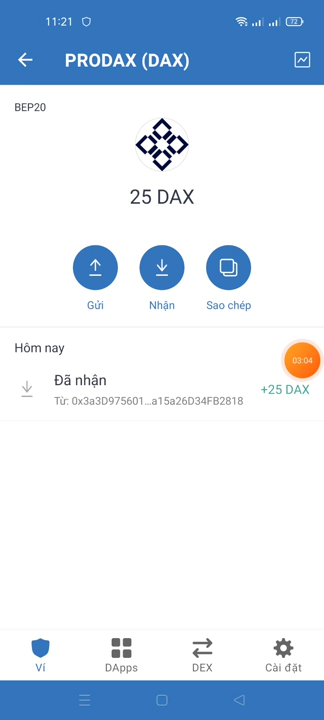 11:21
72
PRODAX (DAX)
BEP20
25 DAX
Gửi
Nhận
Sao chép
Hôm nay
03:04
Đã nhận
+25 DAX
Từ: 0x3a3D975601...a15a26D34FB2818
Ví
DApps
DEX
Cài đặt